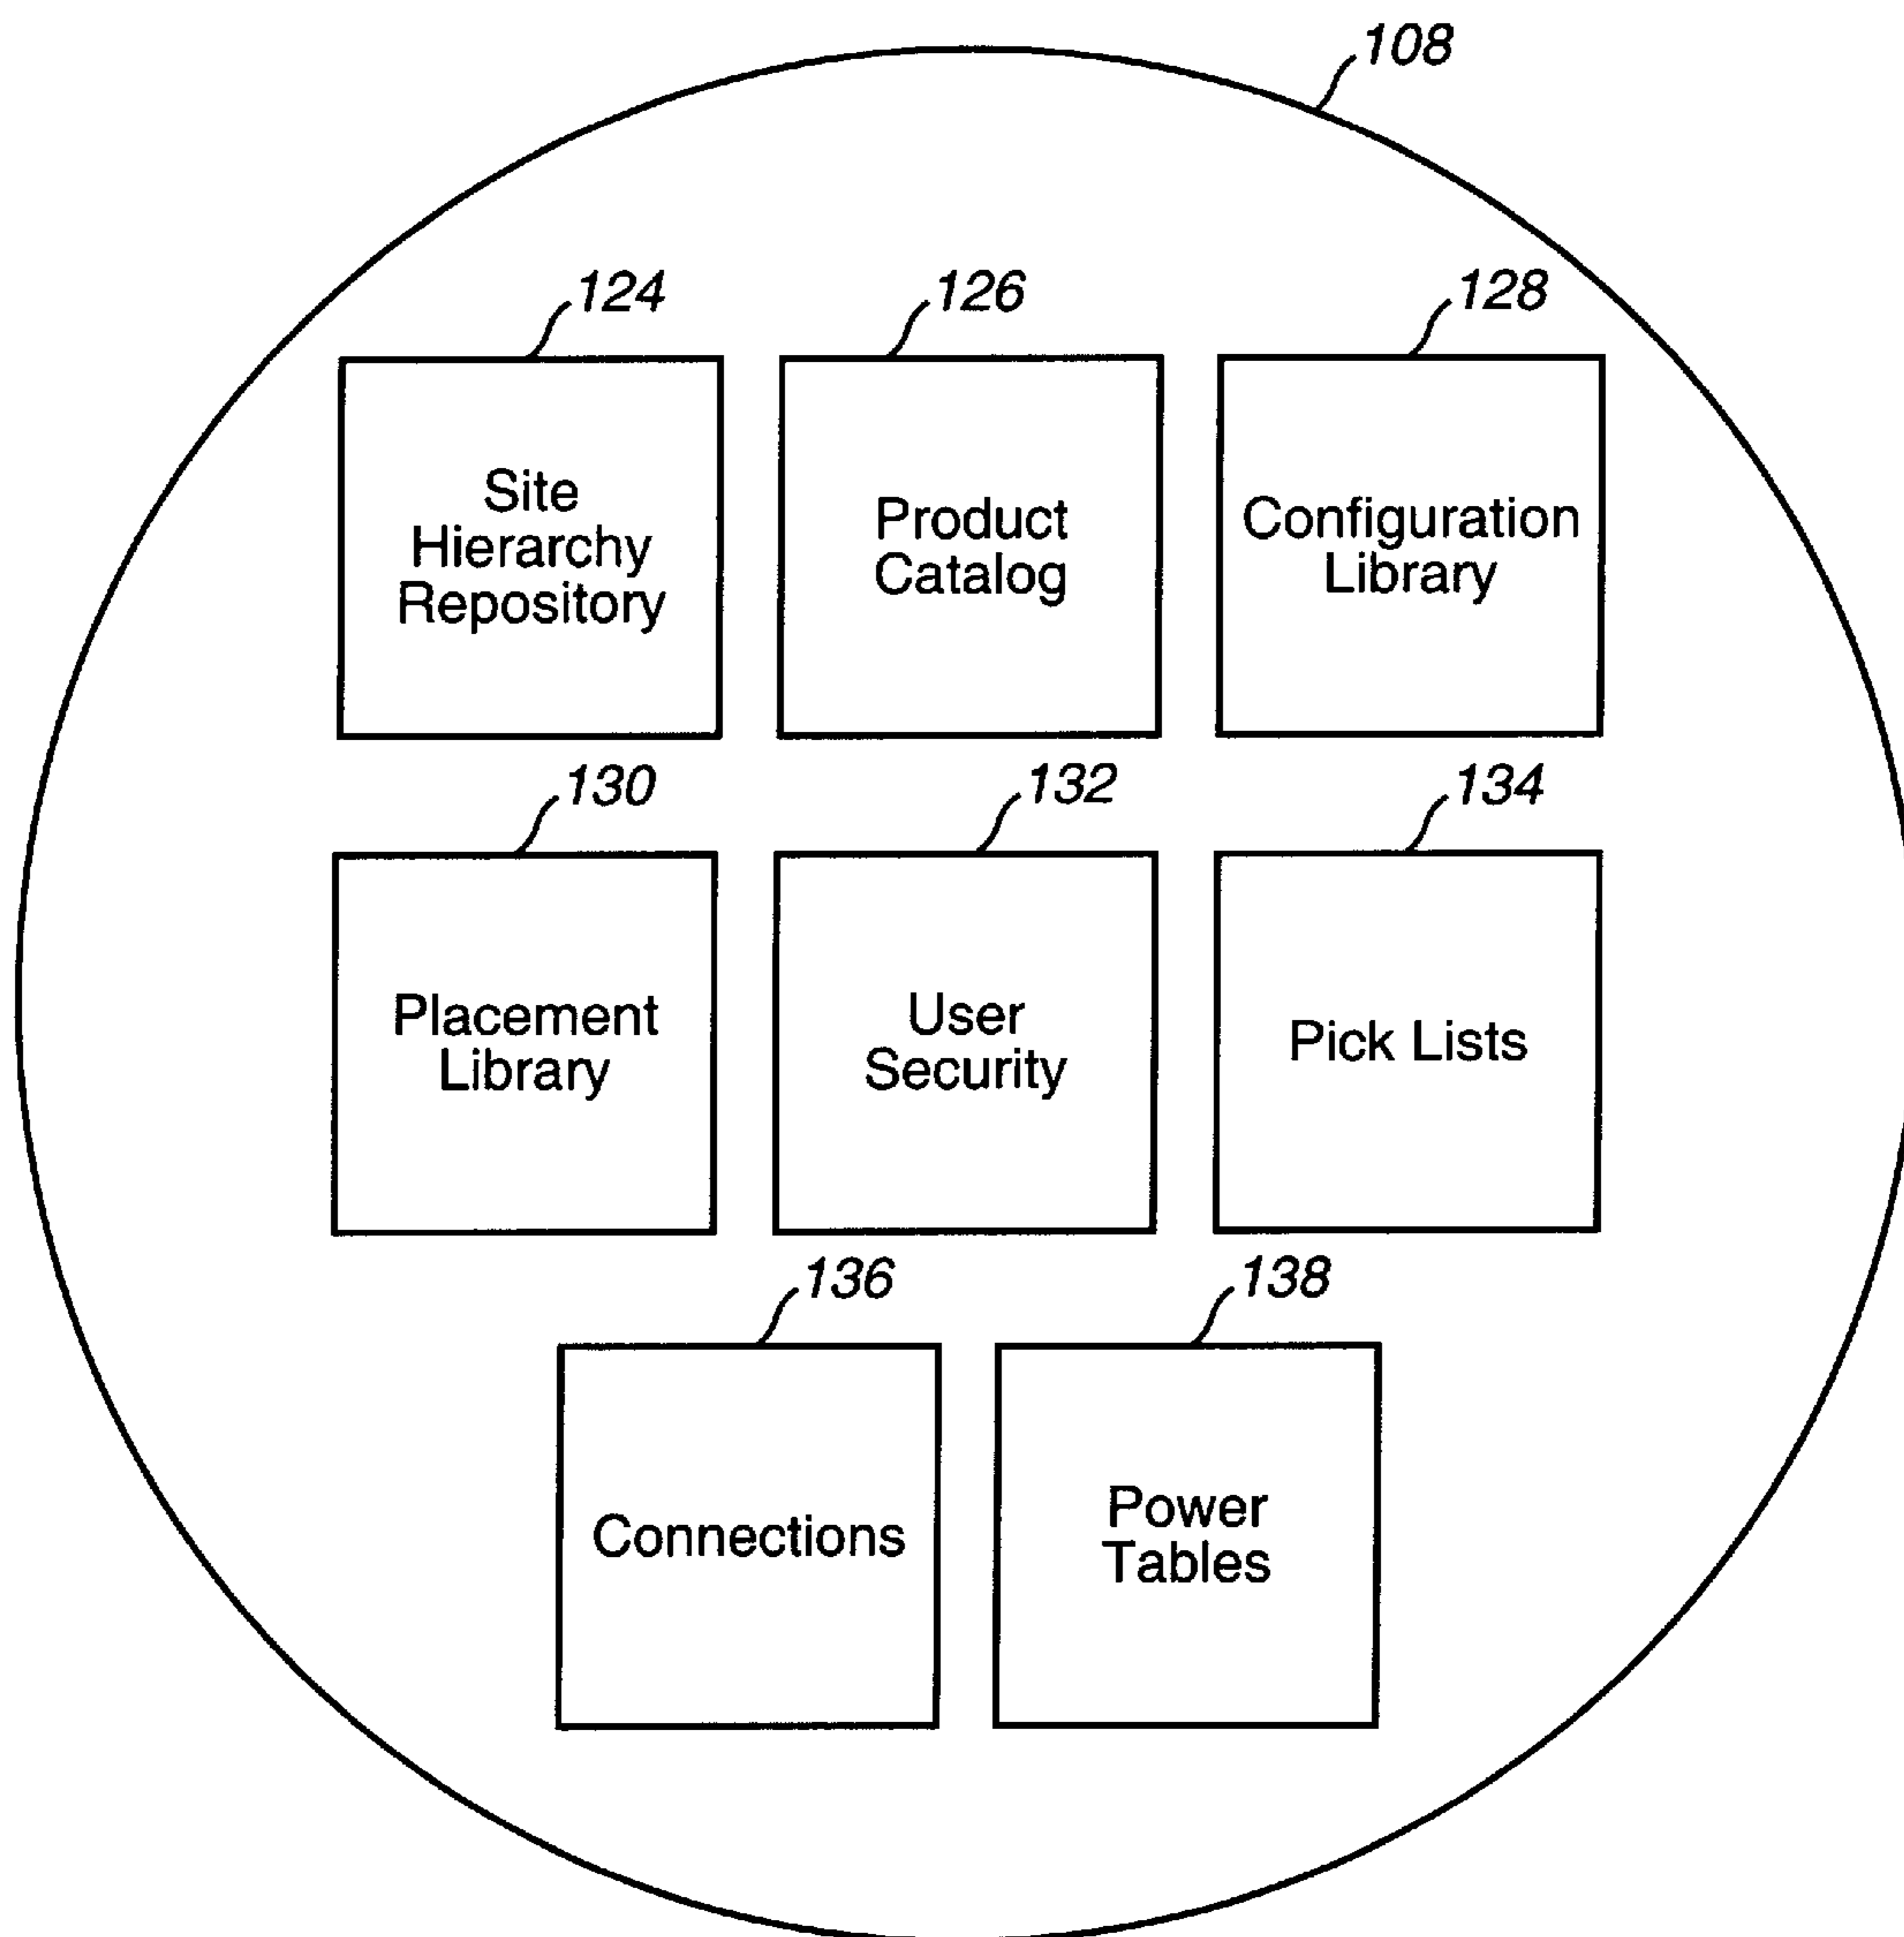 108
124
126
128
Site
Hierarchy
Repository
Product
Catalog
Configuration
Library
130
132
134
Placement
Library
User
Security
Pick Lists
136
138
Connections
Power
Tables